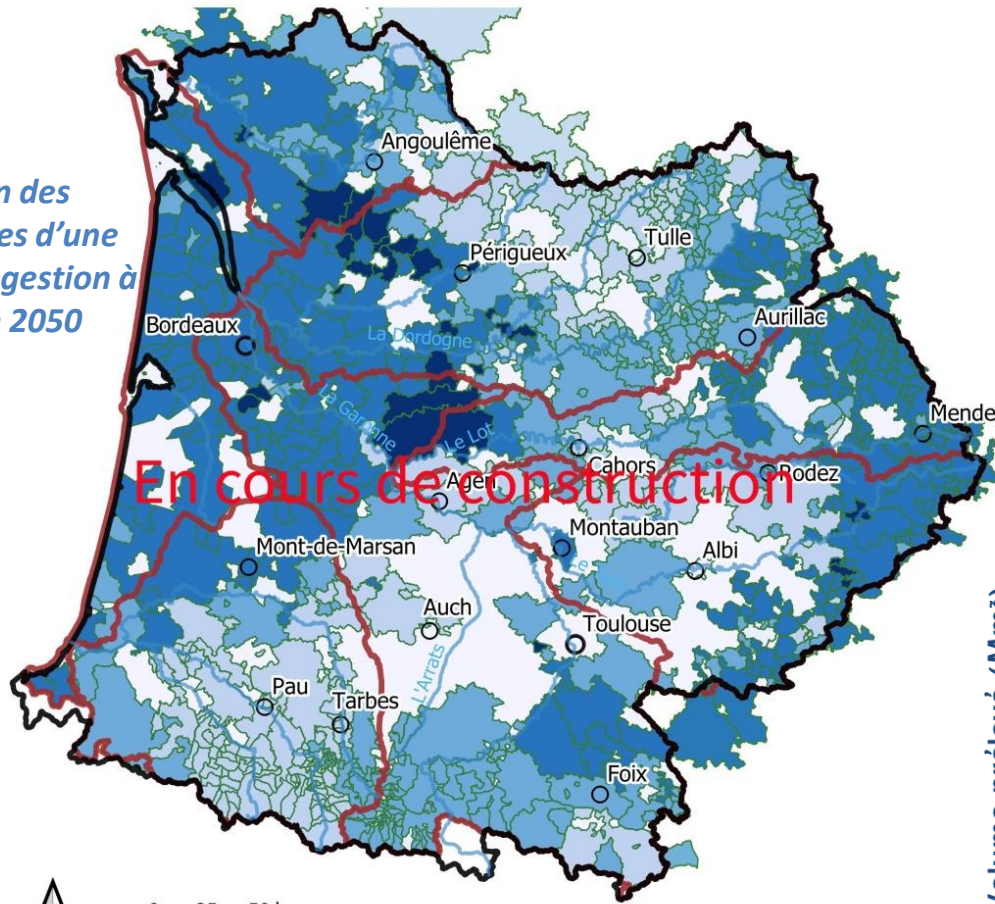 Angoulême
n des
es d'une
gestion à
2050
Périgueux
Tulle
Bordeaux
La Dordogne
Aurillac
La Garonne
Le Lot
Mende
En cours de construction
Cahors
Rodez
Agen
Montauban
Mont-de-Marsan
Albi
Auch
Toulouse
L'Arrats
Pau
Tarbes
Foix